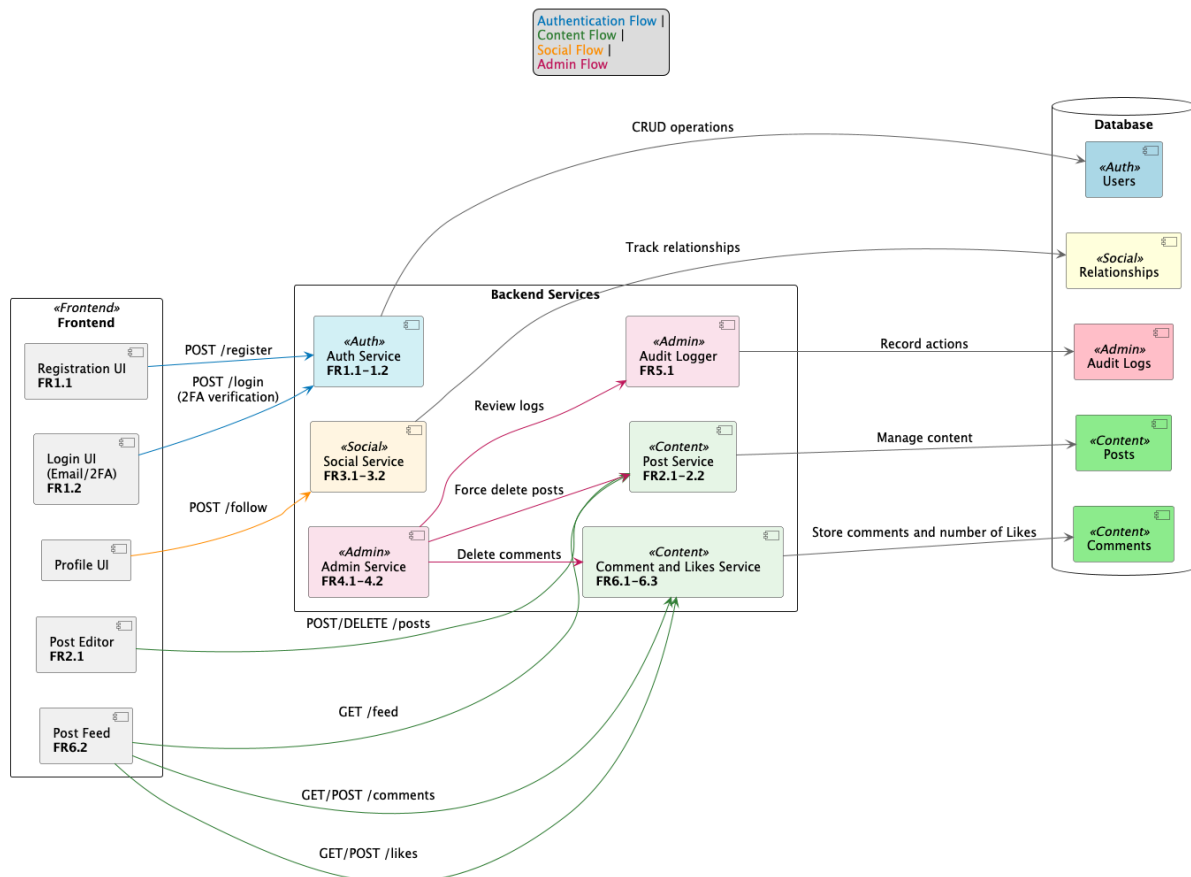 Authentication Flow |
Content Flow |
Social Flow |
Admin Flow
«Frontend»
Frontend
Registration UI
FR1.1
Login UI
(Email/2FA)
FR1.2
Profile UI
Post Editor
FR2.1
Post Feed
FR6.2
POST /register
POST /login
(2FA verification)
POST /follow
POST/DELETE /posts
GET /feed
GET/POST /comments
GET/POST /likes
Backend Services
«Auth»
Auth Service
FR1.1-1.2
«Social»
Social Service
FR3.1-3.2
«Admin»
Admin Service
FR4.1-4.2
Review logs
Force delete posts
Delete comments
«Admin»
Audit Logger
FR5.1
«Content»
Post Service
FR2.1-2.2
«Content»
Comment and Likes Service
FR6.1-6.3
CRUD operations
Track relationships
Record actions
Manage content
Store comments and number of Likes
Database
«Auth»
Users
«Social»
Relationships
«Admin»
Audit Logs
«Content»
Posts
«Content»
Comments